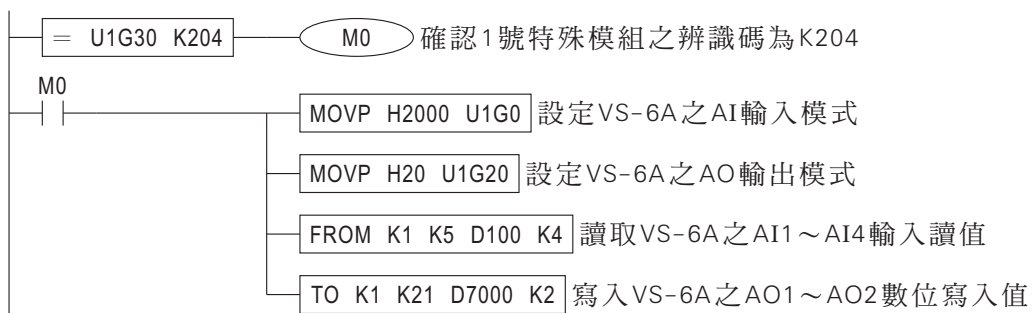 = U1G30 K204 M0 確認1號特殊模組之辨識碼為K204
M0
MOVP H2000 U1G0 設定VS-6A之AI輸入模式
MOVP H20 U1G20 設定VS-6A之AO輸出模式
FROM K1 K5 D100 K4 讀取VS-6A之AI1～AI4輸入讀值
TO K1 K21 D7000 K2 寫入VS-6A之AO1～AO2數位寫入值